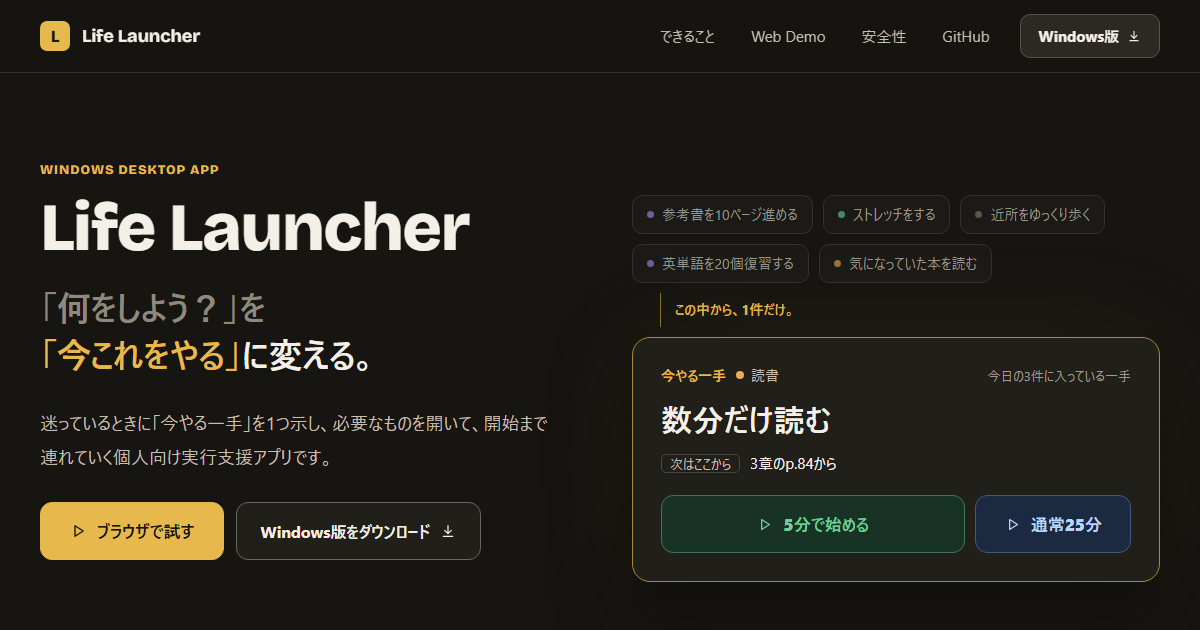 L Life Launcher できること Web Demo 安全性 GitHub Windows版
WINDOWS DESKTOP APP
Life Launcher
「何をしよう？」を
「今これをやる」に変える。
迷っているときに「今やる一手」を1つ示し、必要なものを開いて、開始まで
連れていく個人向け実行支援アプリです。
ブラウザで試す Windows版をダウンロード
参考書を10ページ進める ストレッチをする 近所をゆっくり歩く
英単語を20個復習する 気になっていた本を読む
この中から、1件だけ。
今やる一手 読書 今日の3件に入っている一手
数分だけ読む
次はここから 3章のp.84から
5分で始める 通常25分